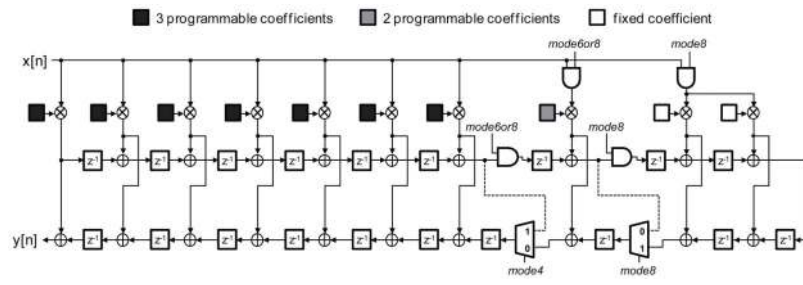 3 programmable coefficients 2 programmable coefficients fixed coefficient
mode6or8 mode8
x[n]
mode6or8 mode8
z-1 z-1 z-1 z-1 z-1 z-1 z-1 z-1 z-1
1 0
0 1
y[n] z-1 z-1 z-1 z-1 z-1 z-1 z-1 z-1 z-1 z-1
mode4 mode8